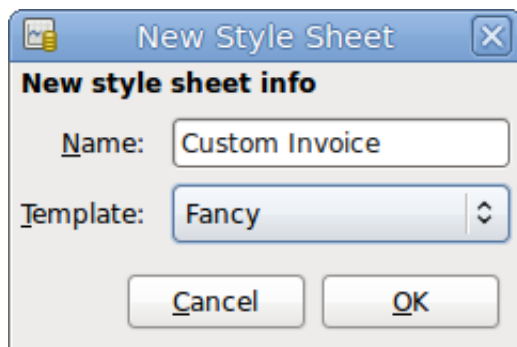 New Style Sheet
New style sheet info
Name: Custom Invoice
Template: Fancy
Cancel OK